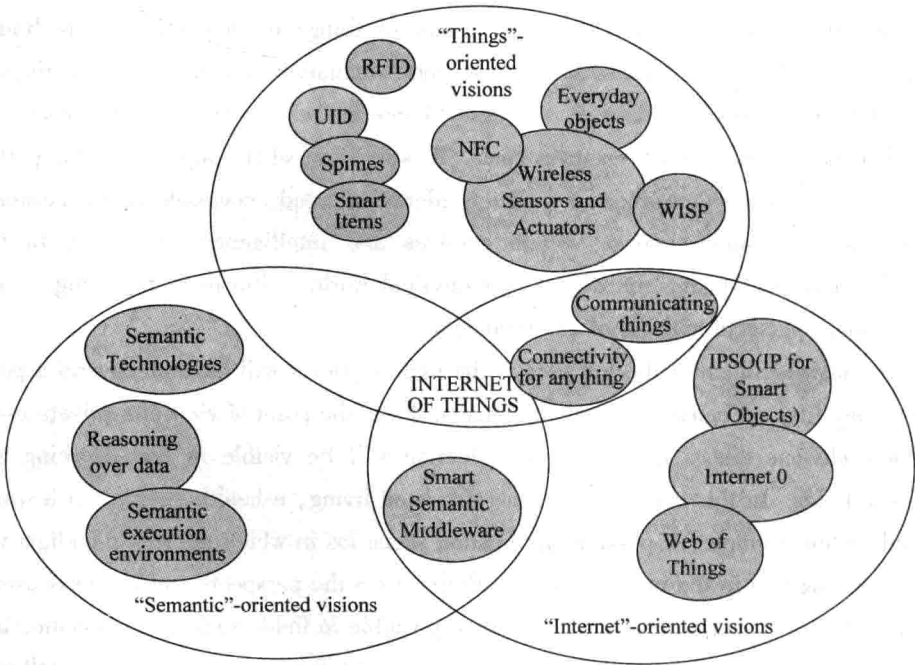 "Things"-
oriented
visions
RFID
UID
Spimes
Smart
Items
NFC
Everyday
objects
Wireless
Sensors and
Actuators
WISP
Communicating
things
Connectivity
for anything
INTERNET
OF THINGS
Semantic
Technologies
Reasoning
over data
Semantic
execution
environments
"Semantic"-oriented visions
Smart
Semantic
Middleware
IPSO(IP for
Smart
Objects)
Internet 0
Web of
Things
"Internet"-oriented visions